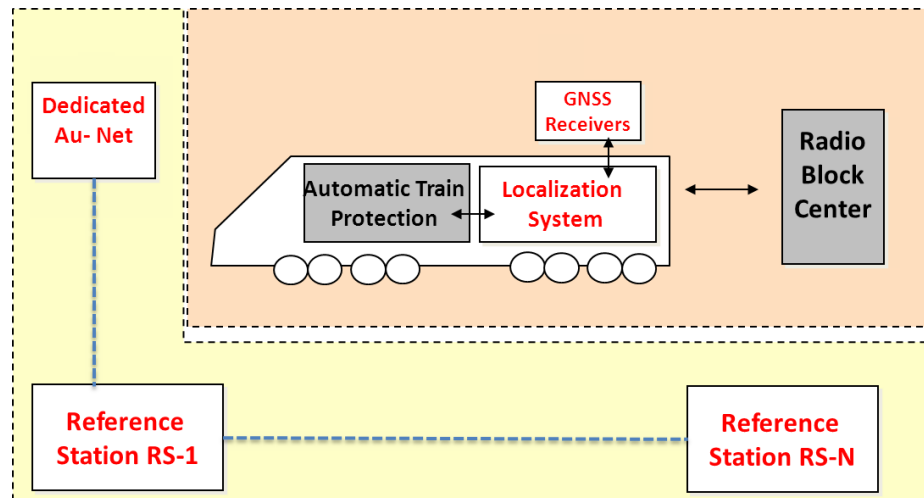 Dedicated
Au- Net
GNSS
Receivers
Radio
Block
Center
Automatic Train
Protection
Localization
System
Reference
Station RS-1
Reference
Station RS-N